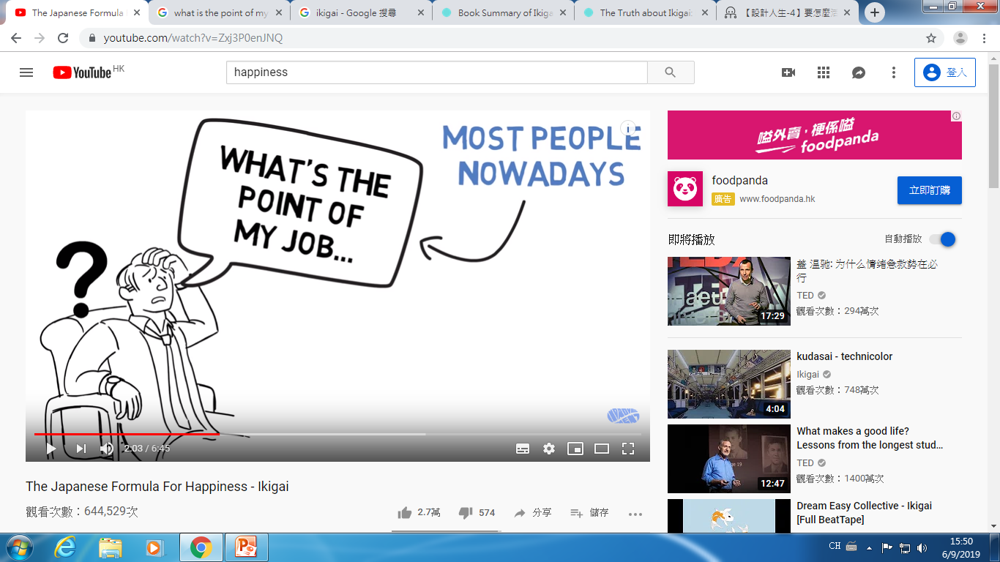 The Japanese Formula
what is the point of my
ikigai - Google 搜尋
Book Summary of Ikiga
The Truth about Ikigai:
【設計人生-4】要怎麼活
youtube.com/watch?v=Zxj3P0enJNQ
YouTube HK
happiness
登入
WHAT'S THE
POINT OF
MY JOB...
MOST PEOPLE
NOWADAYS
?
2:03 / 6:45
The Japanese Formula For Happiness - Ikigai
觀看次數：644,529次
2.7萬
574
分享
儲存
嗌外賣，梗係嗌
foodpanda
foodpanda
廣告 www.foodpanda.hk
立即訂購
即將播放
自動播放
盖 温驰: 为什么情绪急救势在必
行
TED
觀看次數：294萬次
17:29
kudasai - technicolor
Ikigai
觀看次數：748萬次
4:04
What makes a good life?
Lessons from the longest stud...
TED
觀看次數：1400萬次
12:47
Dream Easy Collective - Ikigai
[Full BeatTape]
CH
15:50
6/9/2019